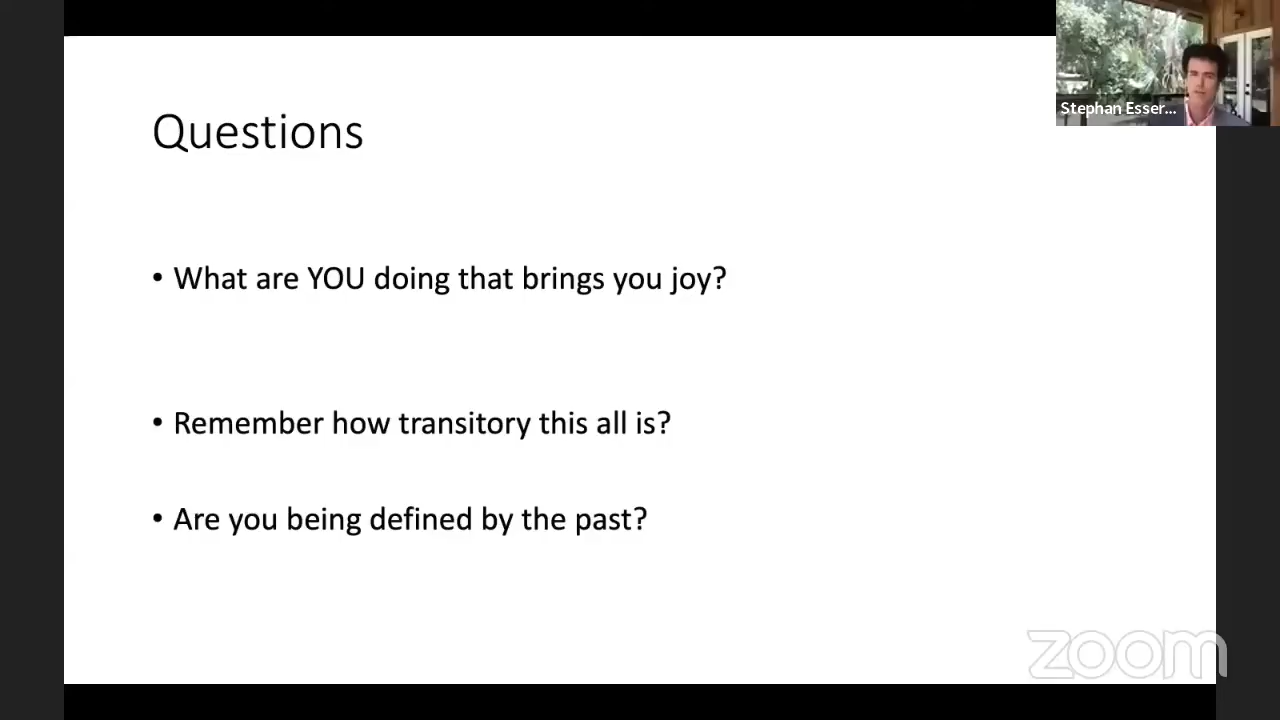 Questions
Stephan Esser...
• What are YOU doing that brings you joy?
• Remember how transitory this all is?
• Are you being defined by the past?
zoom